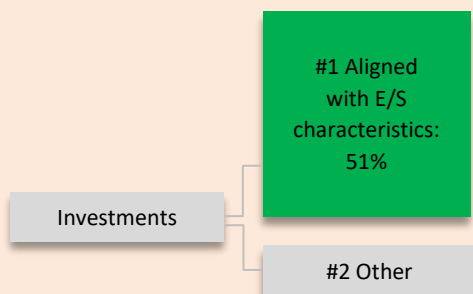 #1 Aligned
with E/S
characteristics:
51%
Investments
#2 Other